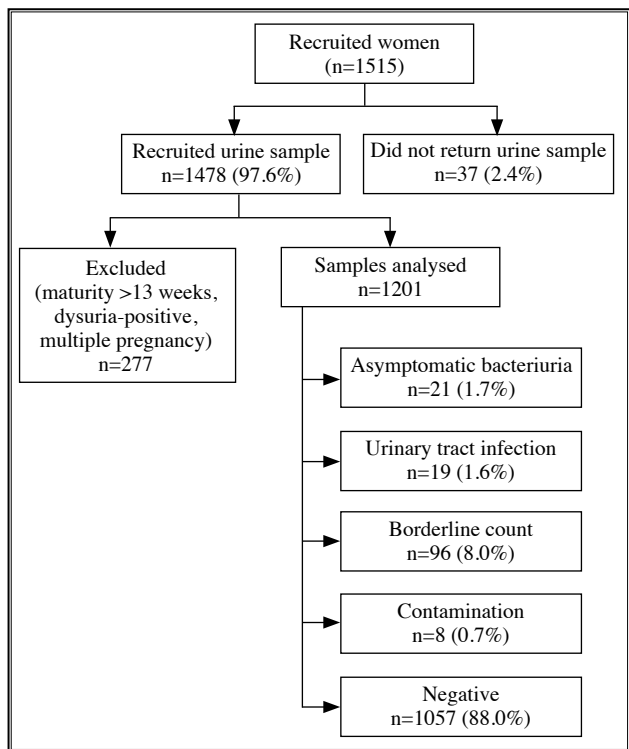 Recruited women
(n=1515)
Recruited urine sample
n=1478 (97.6%)
Did not return urine sample
n=37 (2.4%)
Excluded
(maturity >13 weeks,
dysuria-positive,
multiple pregnancy)
n=277
Samples analysed
n=1201
Asymptomatic bacteriuria
n=21 (1.7%)
Urinary tract infection
n=19 (1.6%)
Borderline count
n=96 (8.0%)
Contamination
n=8 (0.7%)
Negative
n=1057 (88.0%)